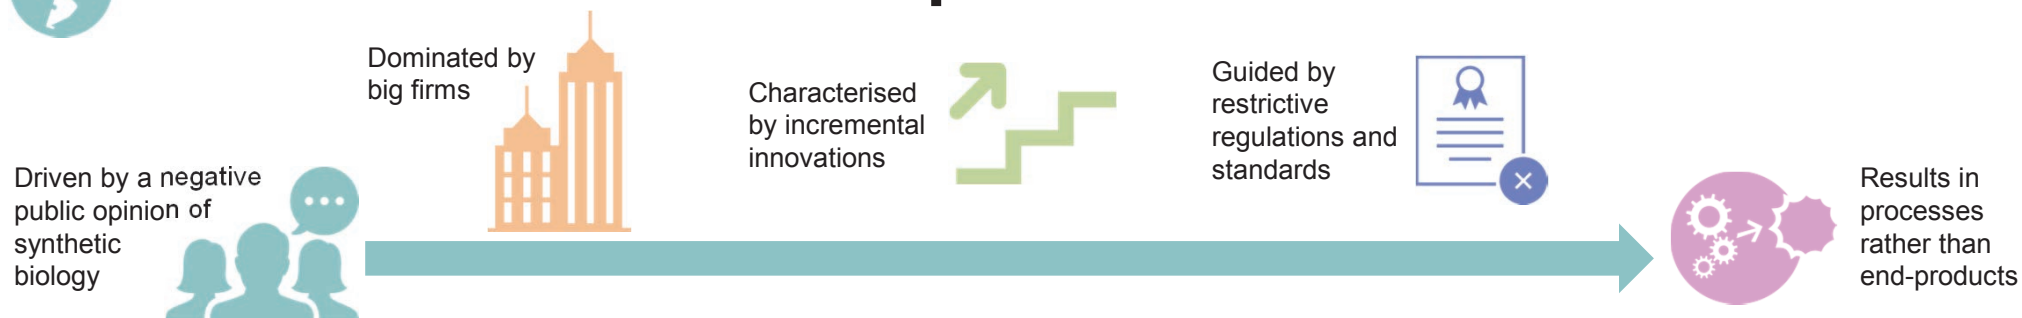 Driven by a negative
public opinion of
synthetic
biology
Dominated by
big firms
Characterised
by incremental
innovations
Guided by
restrictive
regulations and
standards
Results in
processes
rather than
end-products